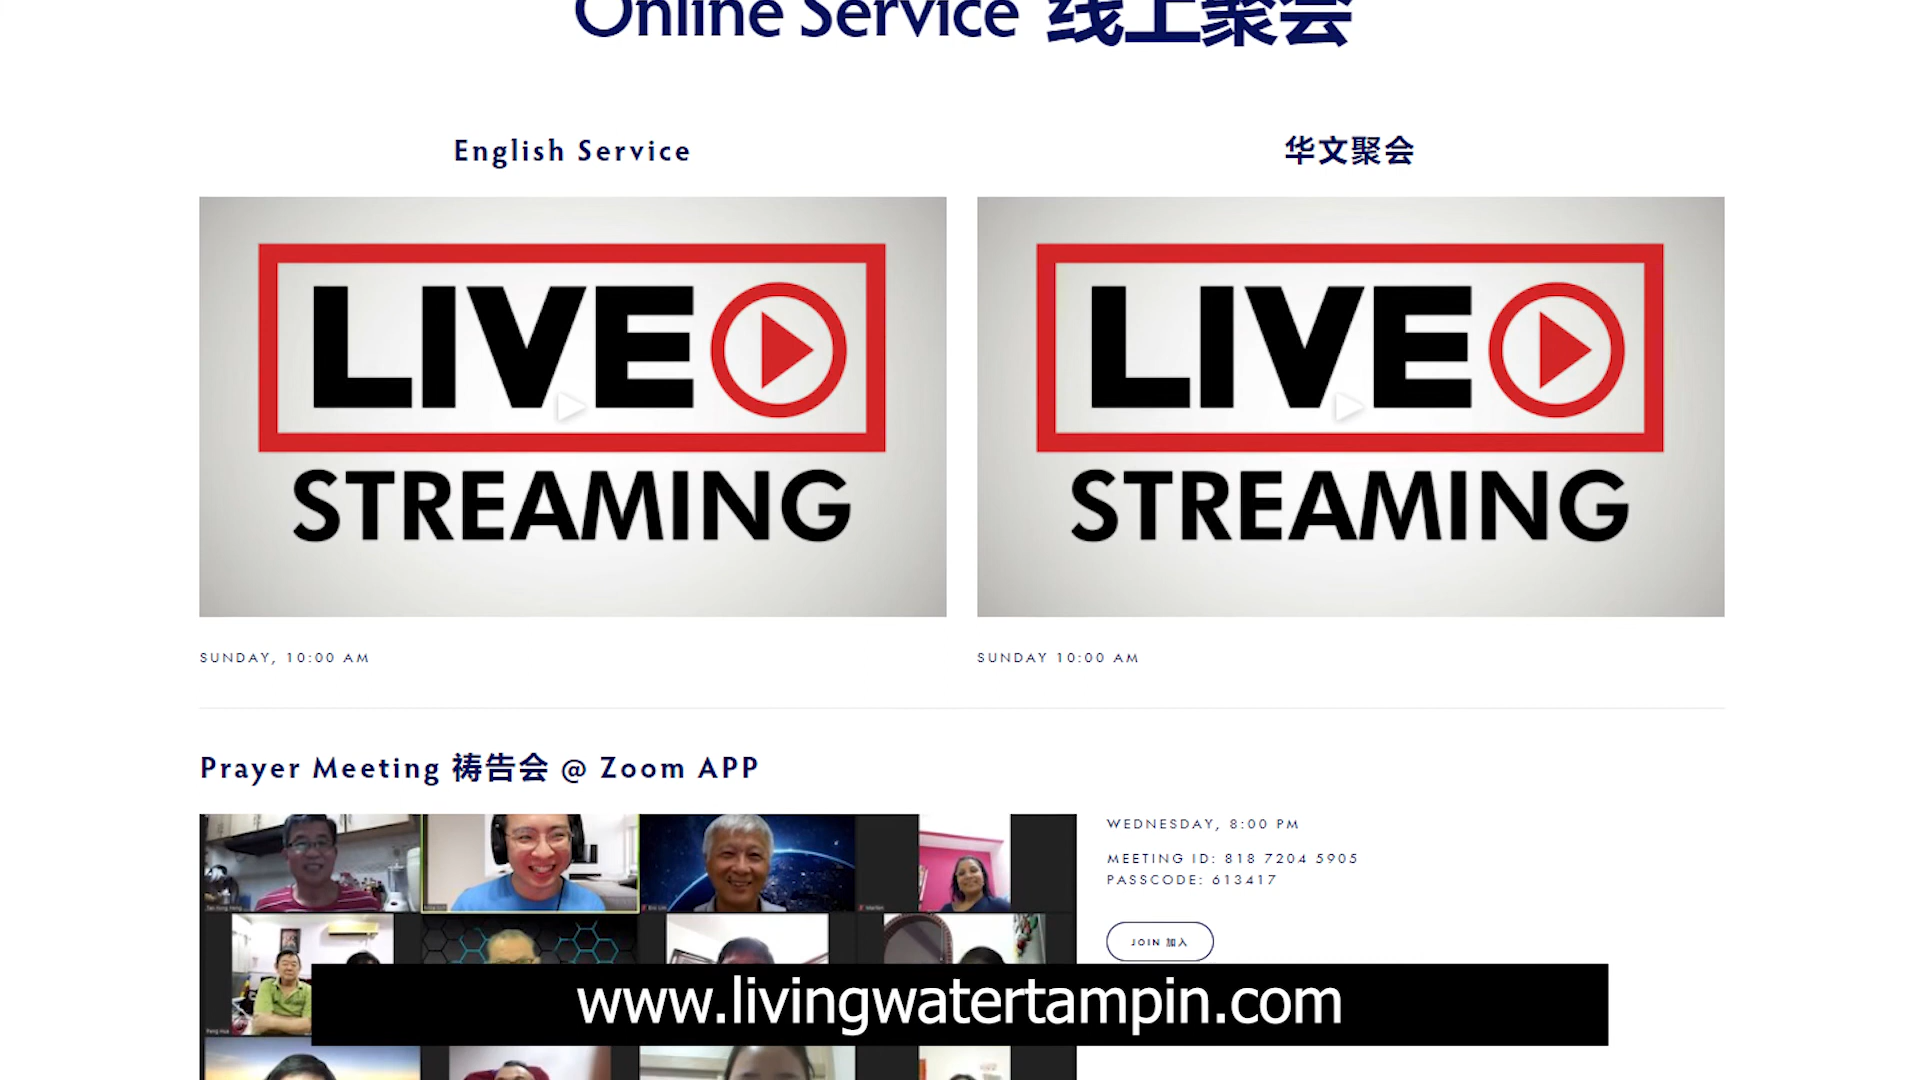 Online Service 线上聚会
English Service
华文聚会
LIVE
STREAMING
LIVE
STREAMING
SUNDAY, 10:00 AM
SUNDAY 10:00 AM
Prayer Meeting 祷告会 @ Zoom APP
WEDNESDAY, 8:00 PM
MEETING ID: 818 7204 5905
PASSCODE: 613417
JOIN 加入
www.livingwatertampin.com